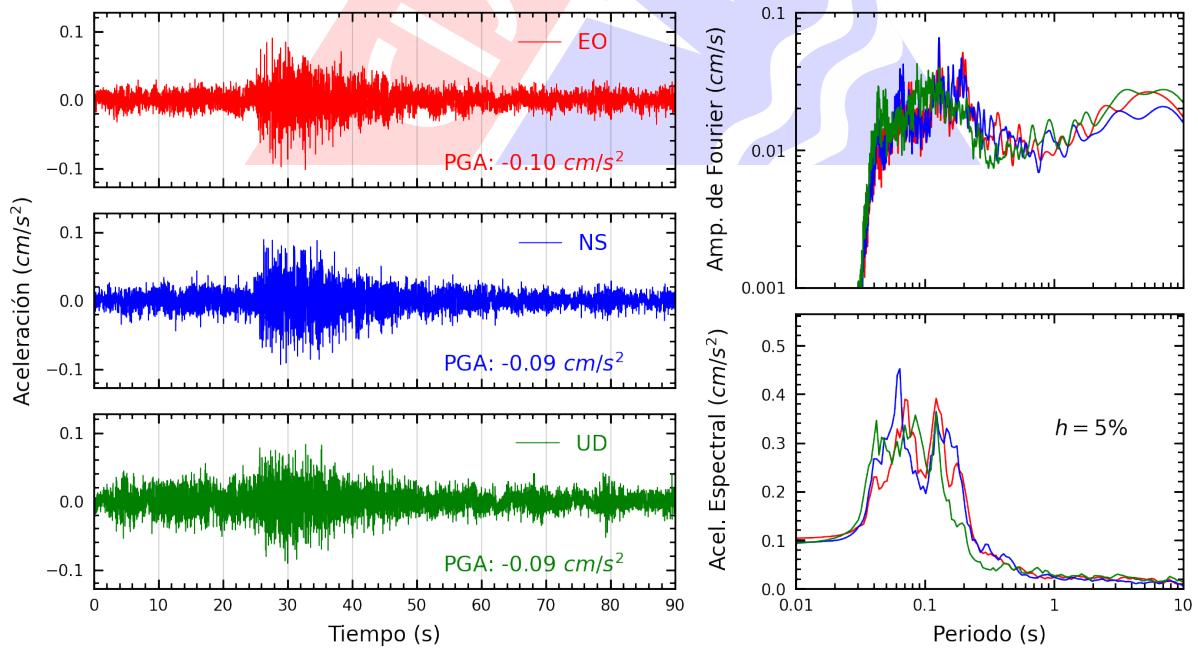 Aceleración (cm/s²)
0.1
0.0
−0.1
EO
PGA: -0.10 cm/s²
0.1
0.0
−0.1
NS
PGA: -0.09 cm/s²
0.1
0.0
−0.1
UD
PGA: -0.09 cm/s²
0 10 20 30 40 50 60 70 80 90
Tiempo (s)
Amp. de Fourier (cm/s)
0.1
0.01
0.001
Acel. Espectral (cm/s²)
0.5
0.4
0.3
0.2
0.1
0.0
h = 5%
0.01 0.1 1 10
Periodo (s)